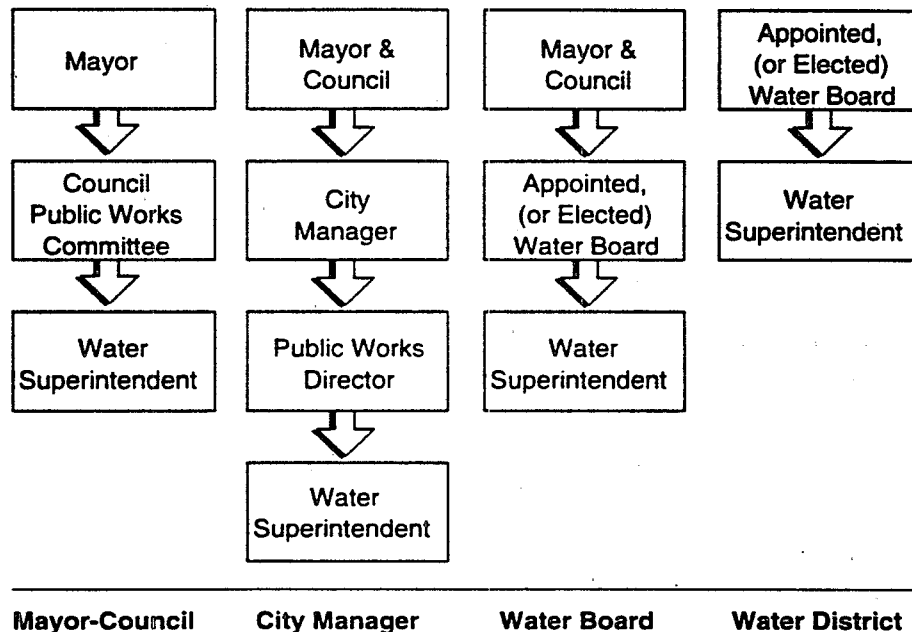 Mayor
Council
Public Works
Committee
Water
Superintendent
Mayor &
Council
City
Manager
Public Works
Director
Water
Superintendent
Mayor &
Council
Appointed,
(or Elected)
Water Board
Water
Superintendent
Appointed,
(or Elected)
Water Board
Water
Superintendent
Mayor-Council
City Manager
Water Board
Water District